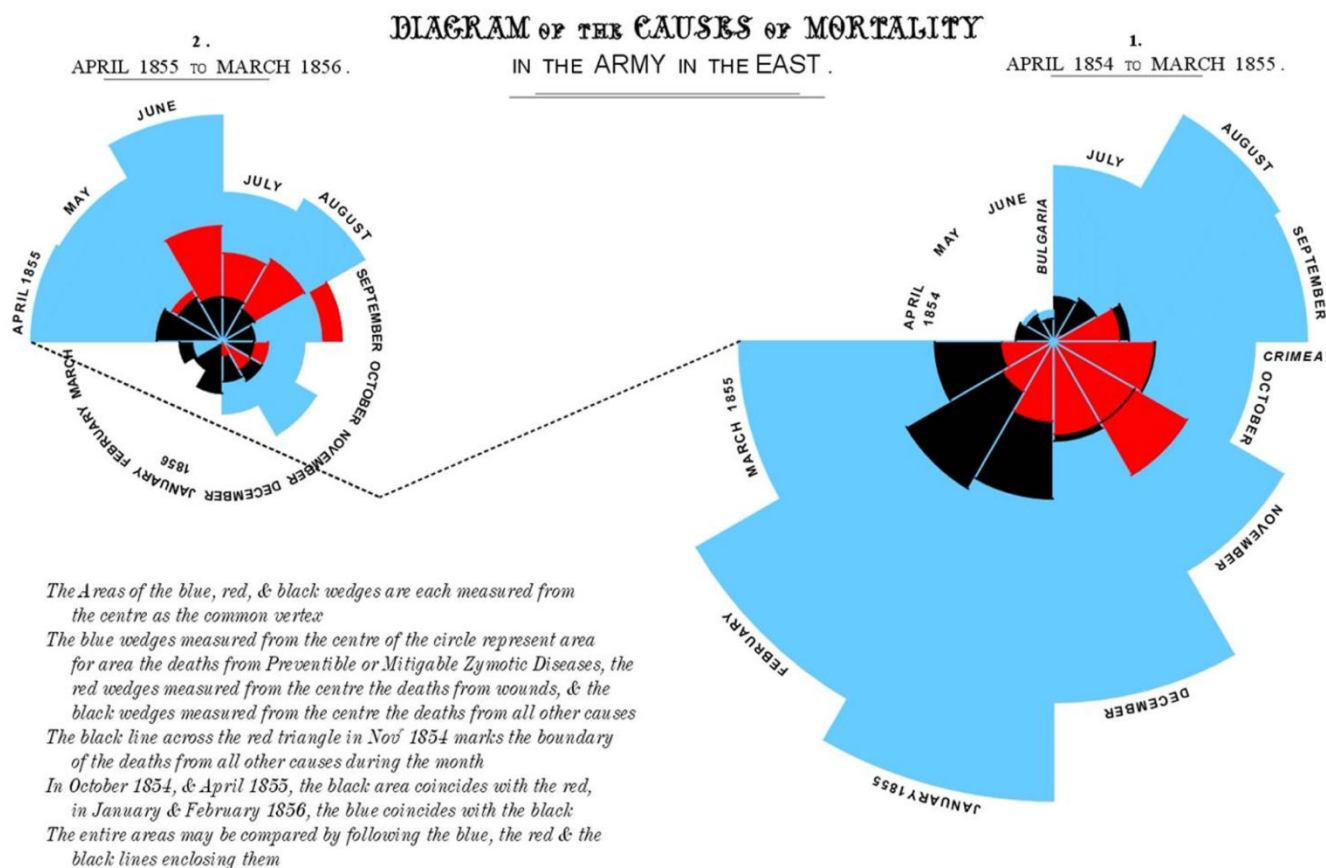 DIAGRAM OF THE CAUSES OF MORTALITY
IN THE ARMY IN THE EAST.
2.
APRIL 1855 TO MARCH 1856.
1.
APRIL 1854 TO MARCH 1855.
APRIL 1855
MAY
JUNE
JULY
AUGUST
SEPTEMBER
OCTOBER
NOVEMBER
DECEMBER
JANUARY
1856
FEBRUARY
MARCH
APRIL
1854
MAY
JUNE
BULGARIA
JULY
AUGUST
SEPTEMBER
CRIMEA
OCTOBER
NOVEMBER
DECEMBER
JANUARY 1855
FEBRUARY
MARCH 1855
The Areas of the blue, red, & black wedges are each measured from
the centre as the common vertex
The blue wedges measured from the centre of the circle represent area
for area the deaths from Preventible or Mitigable Zymotic Diseases, the
red wedges measured from the centre the deaths from wounds, & the
black wedges measured from the centre the deaths from all other causes
The black line across the red triangle in Nov' 1854 marks the boundary
of the deaths from all other causes during the month
In October 1854, & April 1855, the black area coincides with the red,
in January & February 1856, the blue coincides with the black
The entire areas may be compared by following the blue, the red & the
black lines enclosing them